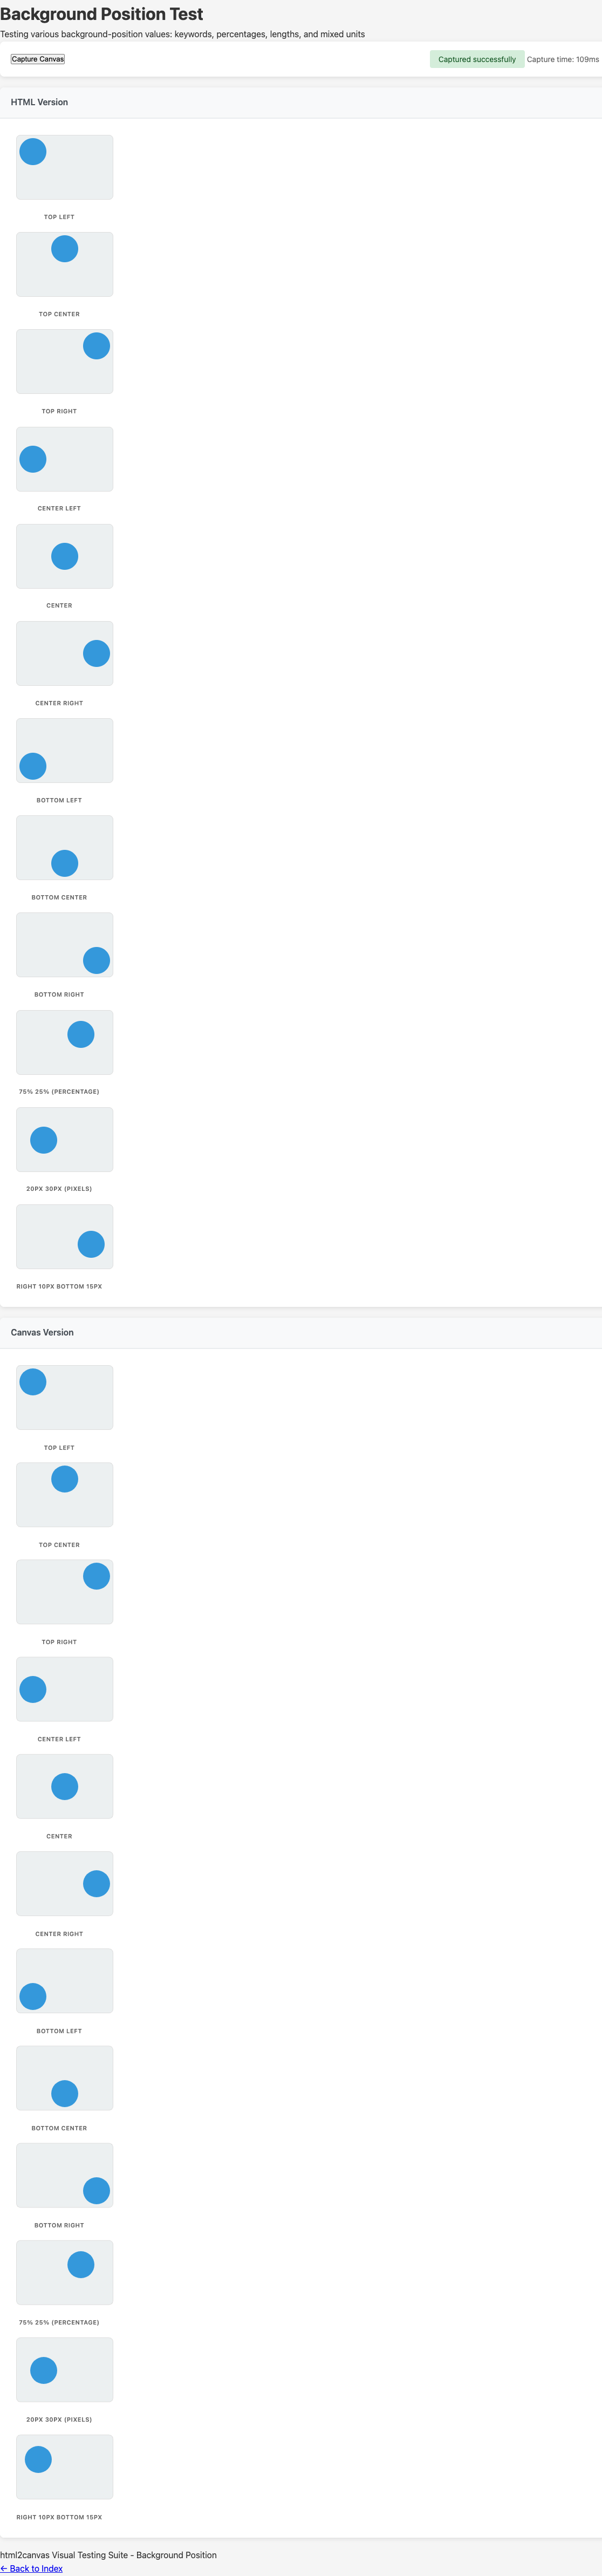 Background Position Test
Testing various background-position values: keywords, percentages, lengths, and mixed units
Capture Canvas
Captured successfully Capture time: 109ms
HTML Version
TOP LEFT
TOP CENTER
TOP RIGHT
CENTER LEFT
CENTER
CENTER RIGHT
BOTTOM LEFT
BOTTOM CENTER
BOTTOM RIGHT
75% 25% (PERCENTAGE)
20PX 30PX (PIXELS)
RIGHT 10PX BOTTOM 15PX
Canvas Version
TOP LEFT
TOP CENTER
TOP RIGHT
CENTER LEFT
CENTER
CENTER RIGHT
BOTTOM LEFT
BOTTOM CENTER
BOTTOM RIGHT
75% 25% (PERCENTAGE)
20PX 30PX (PIXELS)
RIGHT 10PX BOTTOM 15PX
html2canvas Visual Testing Suite - Background Position
← Back to Index